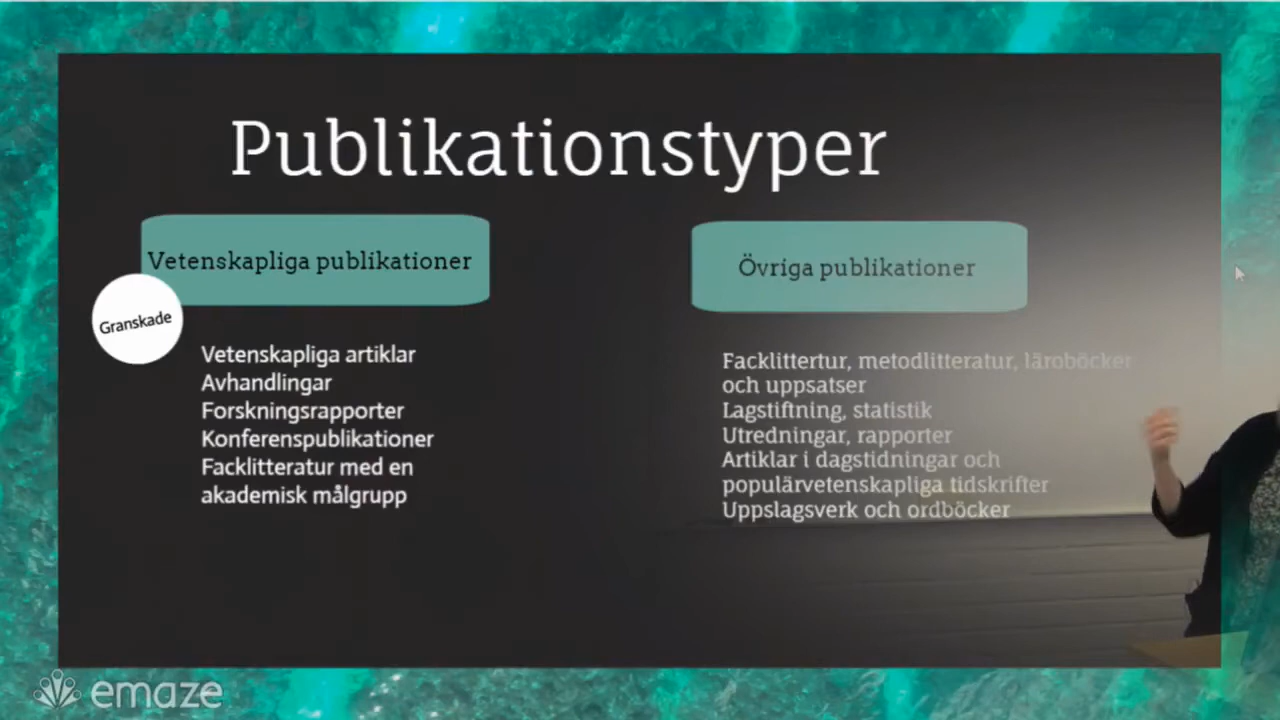 Publikationstyper
Vetenskapliga publikationer
Granskade
Vetenskapliga artiklar
Avhandlingar
Forskningsrapporter
Konferenspublikationer
Facklitteratur med en
akademisk målgrupp
Övriga publikationer
Facklittertur, metodlitteratur, läroböcker
och uppsatser
Lagstiftning, statistik
Utredningar, rapporter
Artiklar i dagstidningar och
populärvetenskapliga tidskrifter
Uppslagsverk och ordböcker
emaze